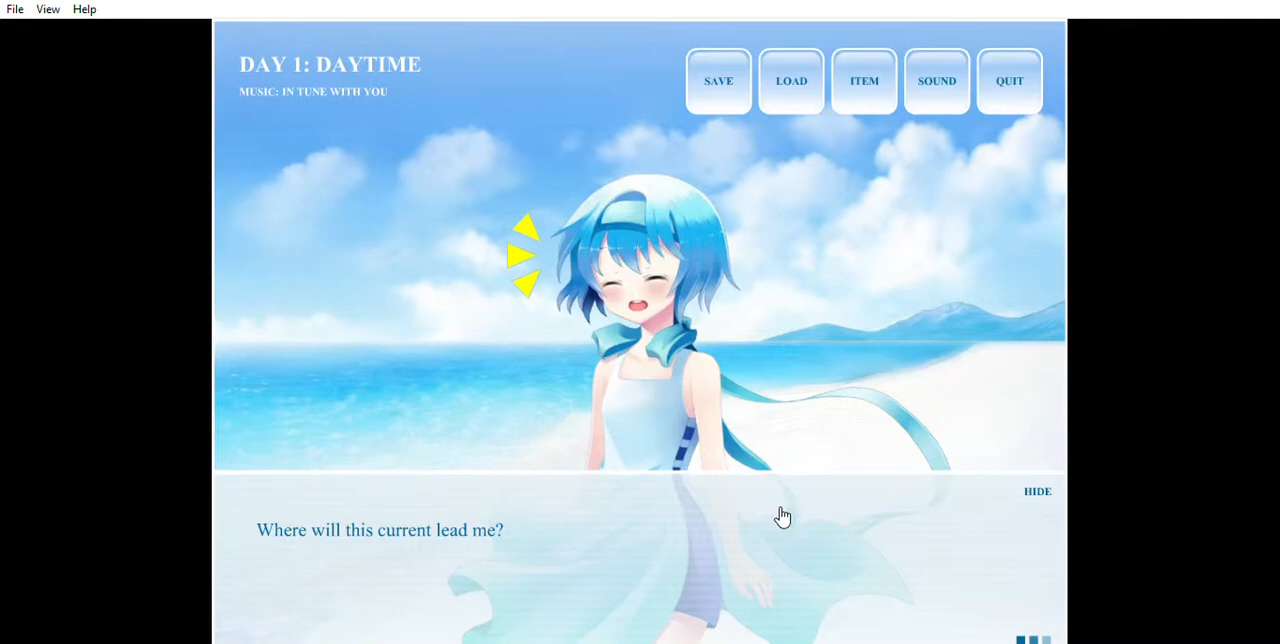 File View Help
DAY 1: DAYTIME
MUSIC: IN TUNE WITH YOU
SAVE LOAD ITEM SOUND QUIT
HIDE
Where will this current lead me?